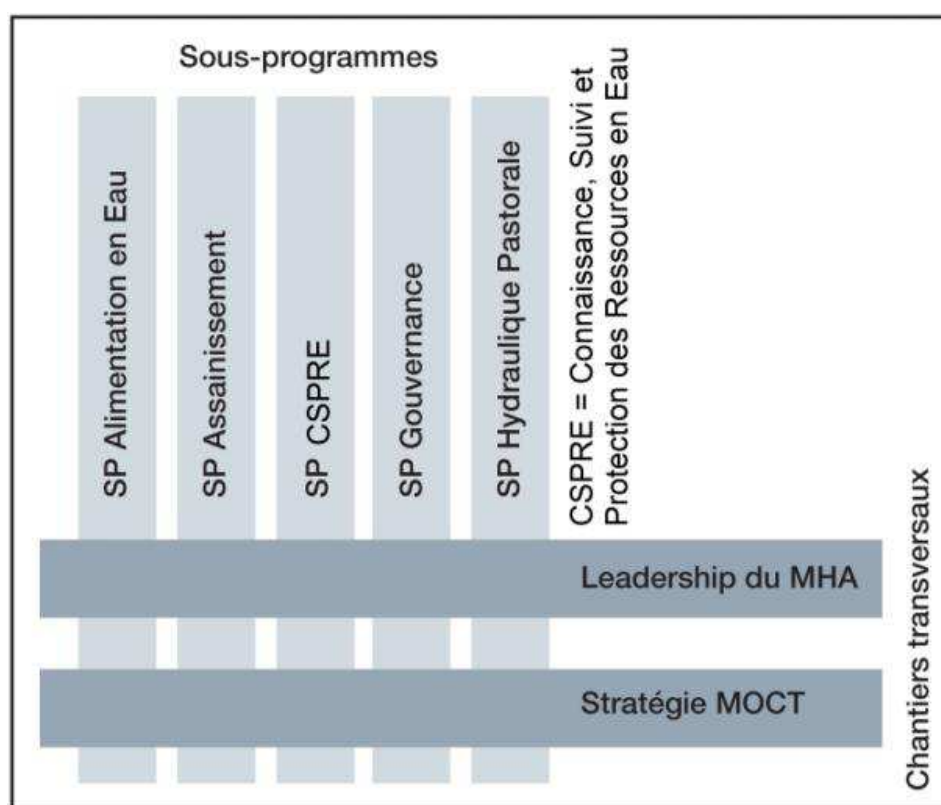 Sous-programmes
SP Alimentation en Eau
SP Assainissement
SP CSPRE
SP Gouvernance
SP Hydraulique Pastorale
CSPRE = Connaissance, Suivi et
Protection des Ressources en Eau
Leadership du MHA
Stratégie MOCT
Chantiers transversaux